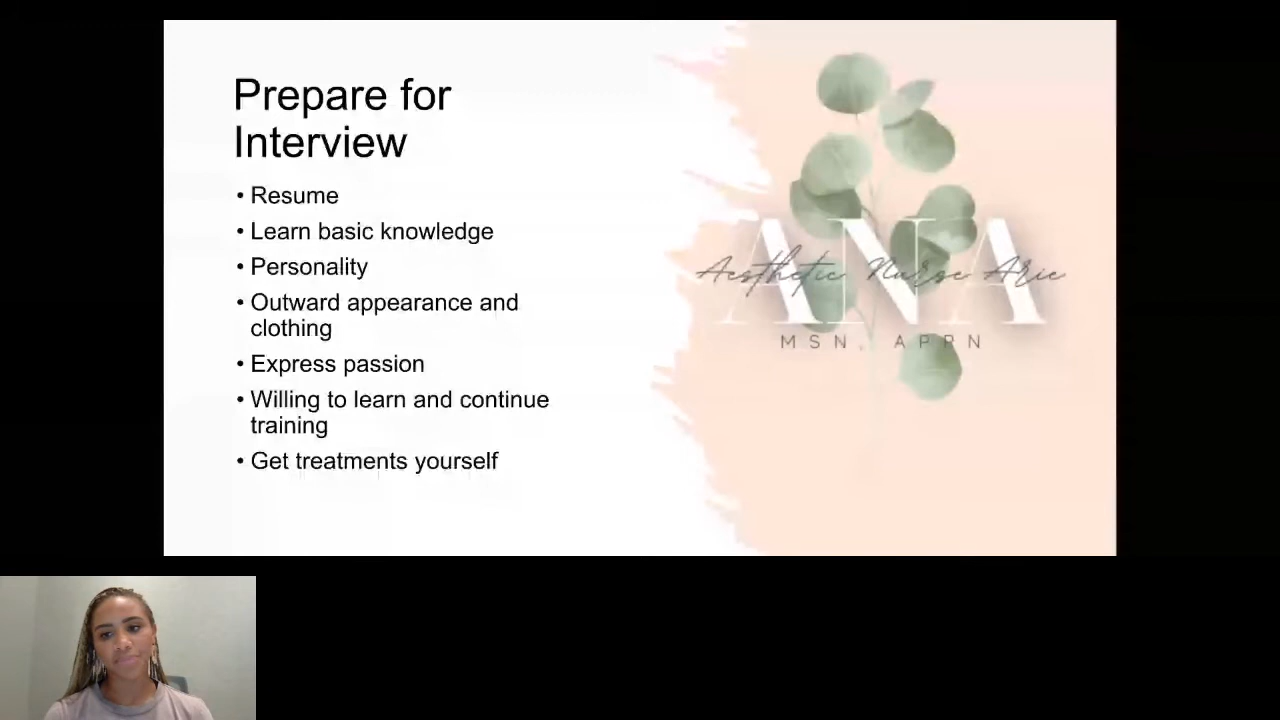 Prepare for
Interview
• Resume
• Learn basic knowledge
• Personality
• Outward appearance and
clothing
• Express passion
• Willing to learn and continue
training
• Get treatments yourself
ANA
Aesthetic Nurse Arie
MSN, APRN